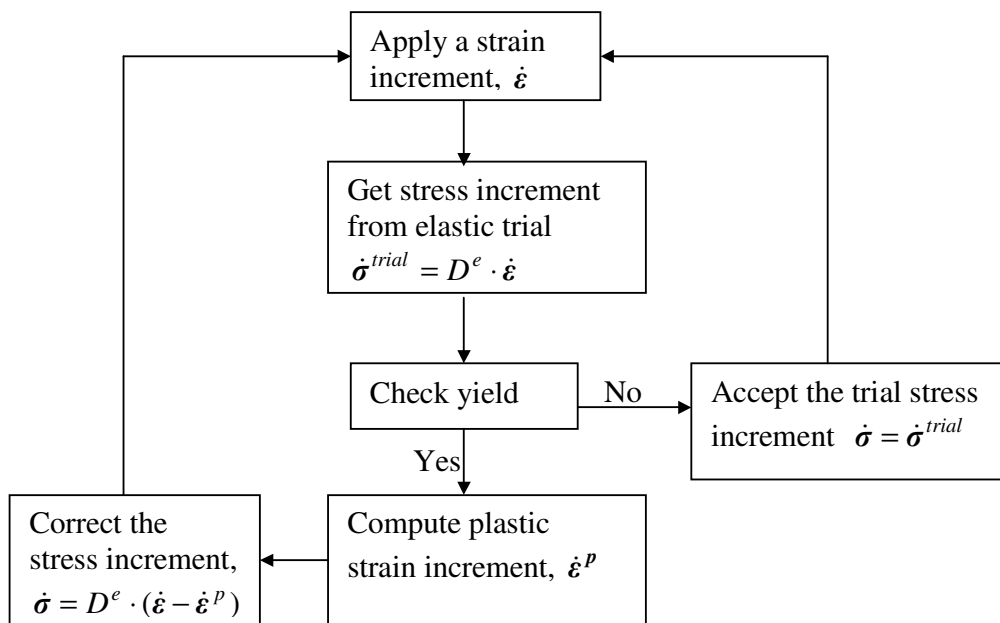 Apply a strain
increment, ε̇
Get stress increment
from elastic trial
σ̇^{trial} = D^e · ε̇
Check yield
No
Accept the trial stress
increment σ̇ = σ̇^{trial}
Yes
Correct the
stress increment,
σ̇ = D^e · (ε̇ − ε̇^p)
Compute plastic
strain increment, ε̇^p